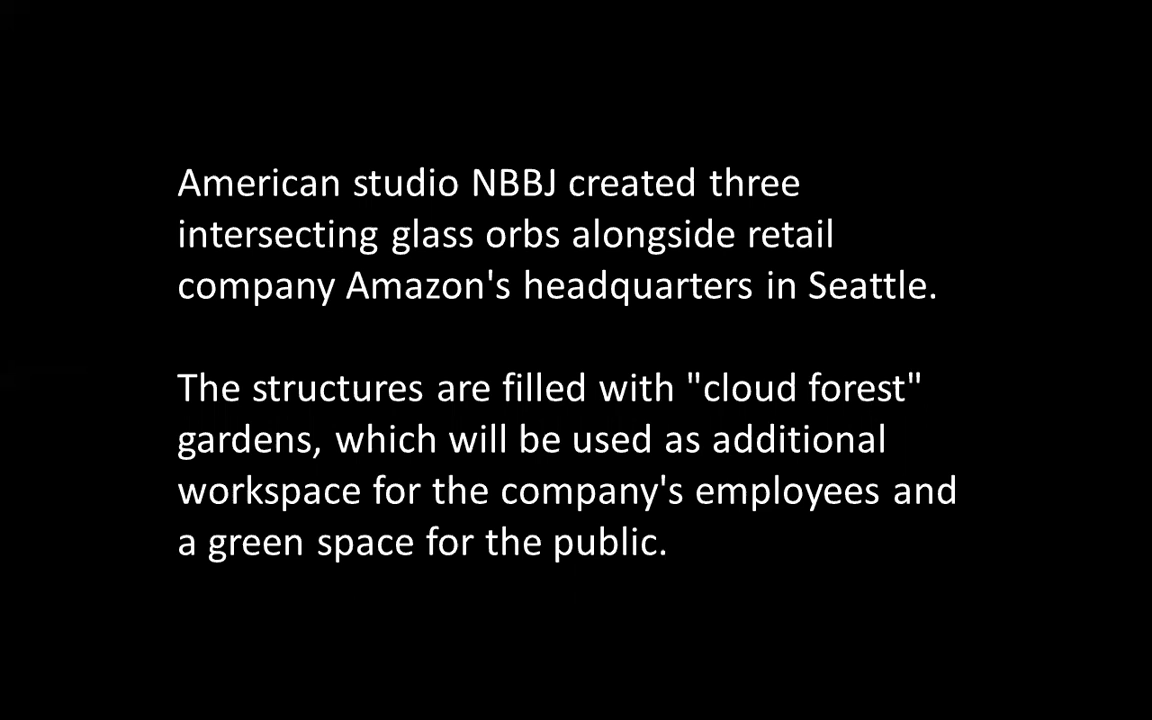 American studio NBBJ created three
intersecting glass orbs alongside retail
company Amazon's headquarters in Seattle.
The structures are filled with "cloud forest"
gardens, which will be used as additional
workspace for the company's employees and
a green space for the public.